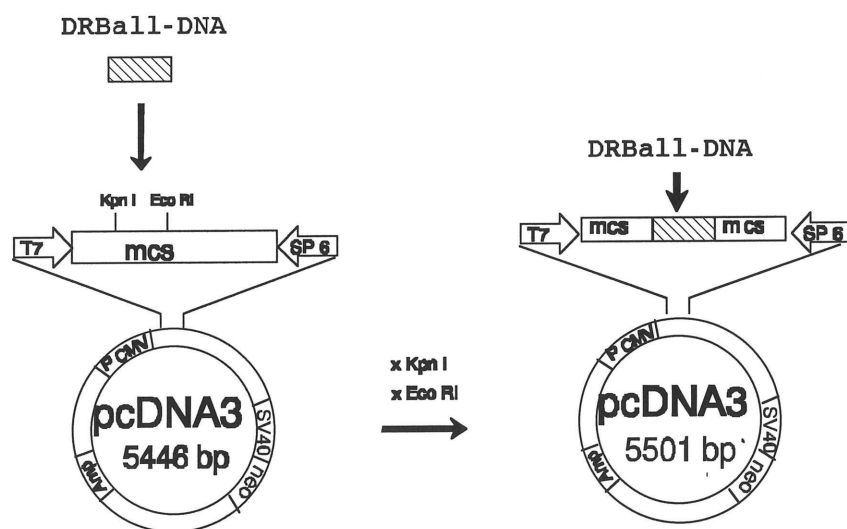 DRBall-DNA
Kpn I Eco RI
T7 mcs SP 6
P CMV
pcDNA3
5446 bp
Amp
SV40 neo
x Kpn I
x Eco RI
DRBall-DNA
T7 mcs mcs SP 6
P CMV
pcDNA3
5501 bp
Amp
SV40 neo